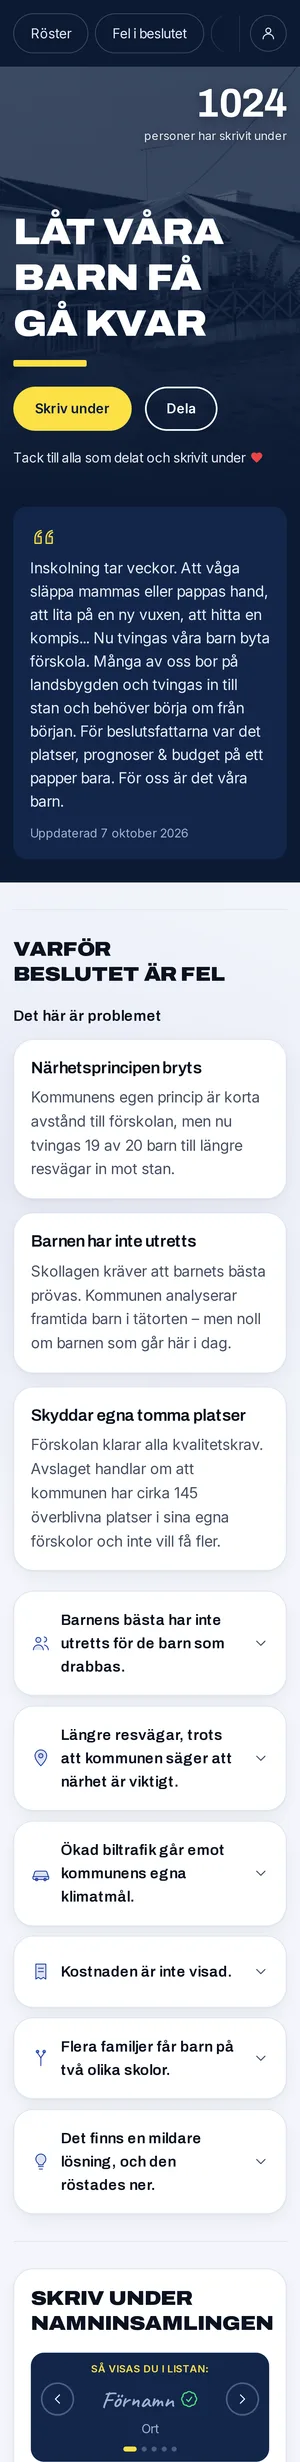 Röster
Fel i beslutet
1024
personer har skrivit under
LÅT VÅRA
BARN FÅ
GÅ KVAR
Skriv under
Dela
Tack till alla som delat och skrivit under
Inskolning tar veckor. Att våga
släppa mammas eller pappas hand,
att lita på en ny vuxen, att hitta en
kompis... Nu tvingas våra barn byta
förskola. Många av oss bor på
landsbygden och tvingas in till
stan och behöver börja om från
början. För beslutsfattarna var det
platser, prognoser & budget på ett
papper bara. För oss är det våra
barn.
Uppdaterad 7 oktober 2026
VARFÖR
BESLUTET ÄR FEL
Det här är problemet
Närhetsprincipen bryts
Kommunens egen princip är korta
avstånd till förskolan, men nu
tvingas 19 av 20 barn till längre
resvägar in mot stan.
Barnen har inte utretts
Skollagen kräver att barnets bästa
prövas. Kommunen analyserar
framtida barn i tätorten – men noll
om barnen som går här i dag.
Skyddar egna tomma platser
Förskolan klarar alla kvalitetskrav.
Avslaget handlar om att
kommunen har cirka 145
överblivna platser i sina egna
förskolor och inte vill få fler.
Barnens bästa har inte
utretts för de barn som
drabbas.
Längre resvägar, trots
att kommunen säger att
närhet är viktigt.
Ökad biltrafik går emot
kommunens egna
klimatmål.
Kostnaden är inte visad.
Flera familjer får barn på
två olika skolor.
Det finns en mildare
lösning, och den
röstades ner.
SKRIV UNDER
NAMNINSAMLINGEN
SÅ VISAS DU I LISTAN:
Förnamn
Ort